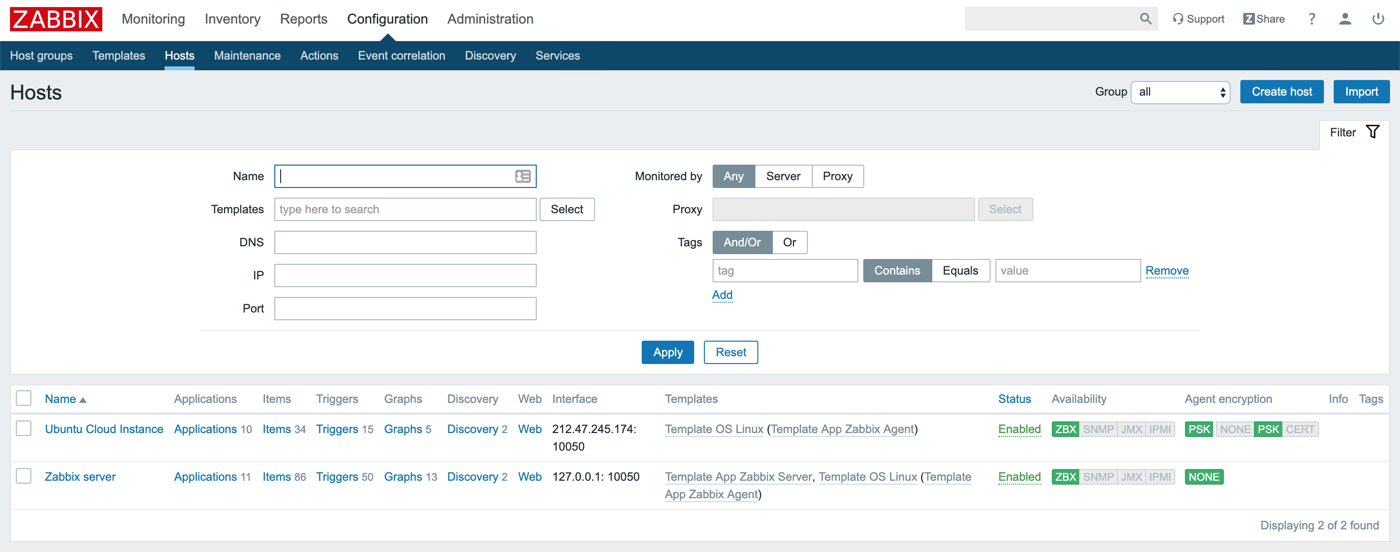 ZABBIX Monitoring Inventory Reports Configuration Administration Support Z Share ?
Host groups Templates Hosts Maintenance Actions Event correlation Discovery Services
Hosts Group all Create host Import
Filter
Name Monitored by Any Server Proxy
Templates type here to search Select Proxy Select
DNS Tags And/Or Or
IP tag Contains Equals value Remove
Add
Port
Apply Reset
Name Applications Items Triggers Graphs Discovery Web Interface Templates Status Availability Agent encryption Info Tags
Ubuntu Cloud Instance Applications 10 Items 34 Triggers 15 Graphs 5 Discovery 2 Web 212.47.245.174: Template OS Linux (Template App Zabbix Agent) Enabled ZBX SNMP JMX IPMI PSK NONE PSK CERT
10050
Zabbix server Applications 11 Items 86 Triggers 50 Graphs 13 Discovery 2 Web 127.0.0.1: 10050 Template App Zabbix Server, Template OS Linux (Template Enabled ZBX SNMP JMX IPMI NONE
App Zabbix Agent)
Displaying 2 of 2 found